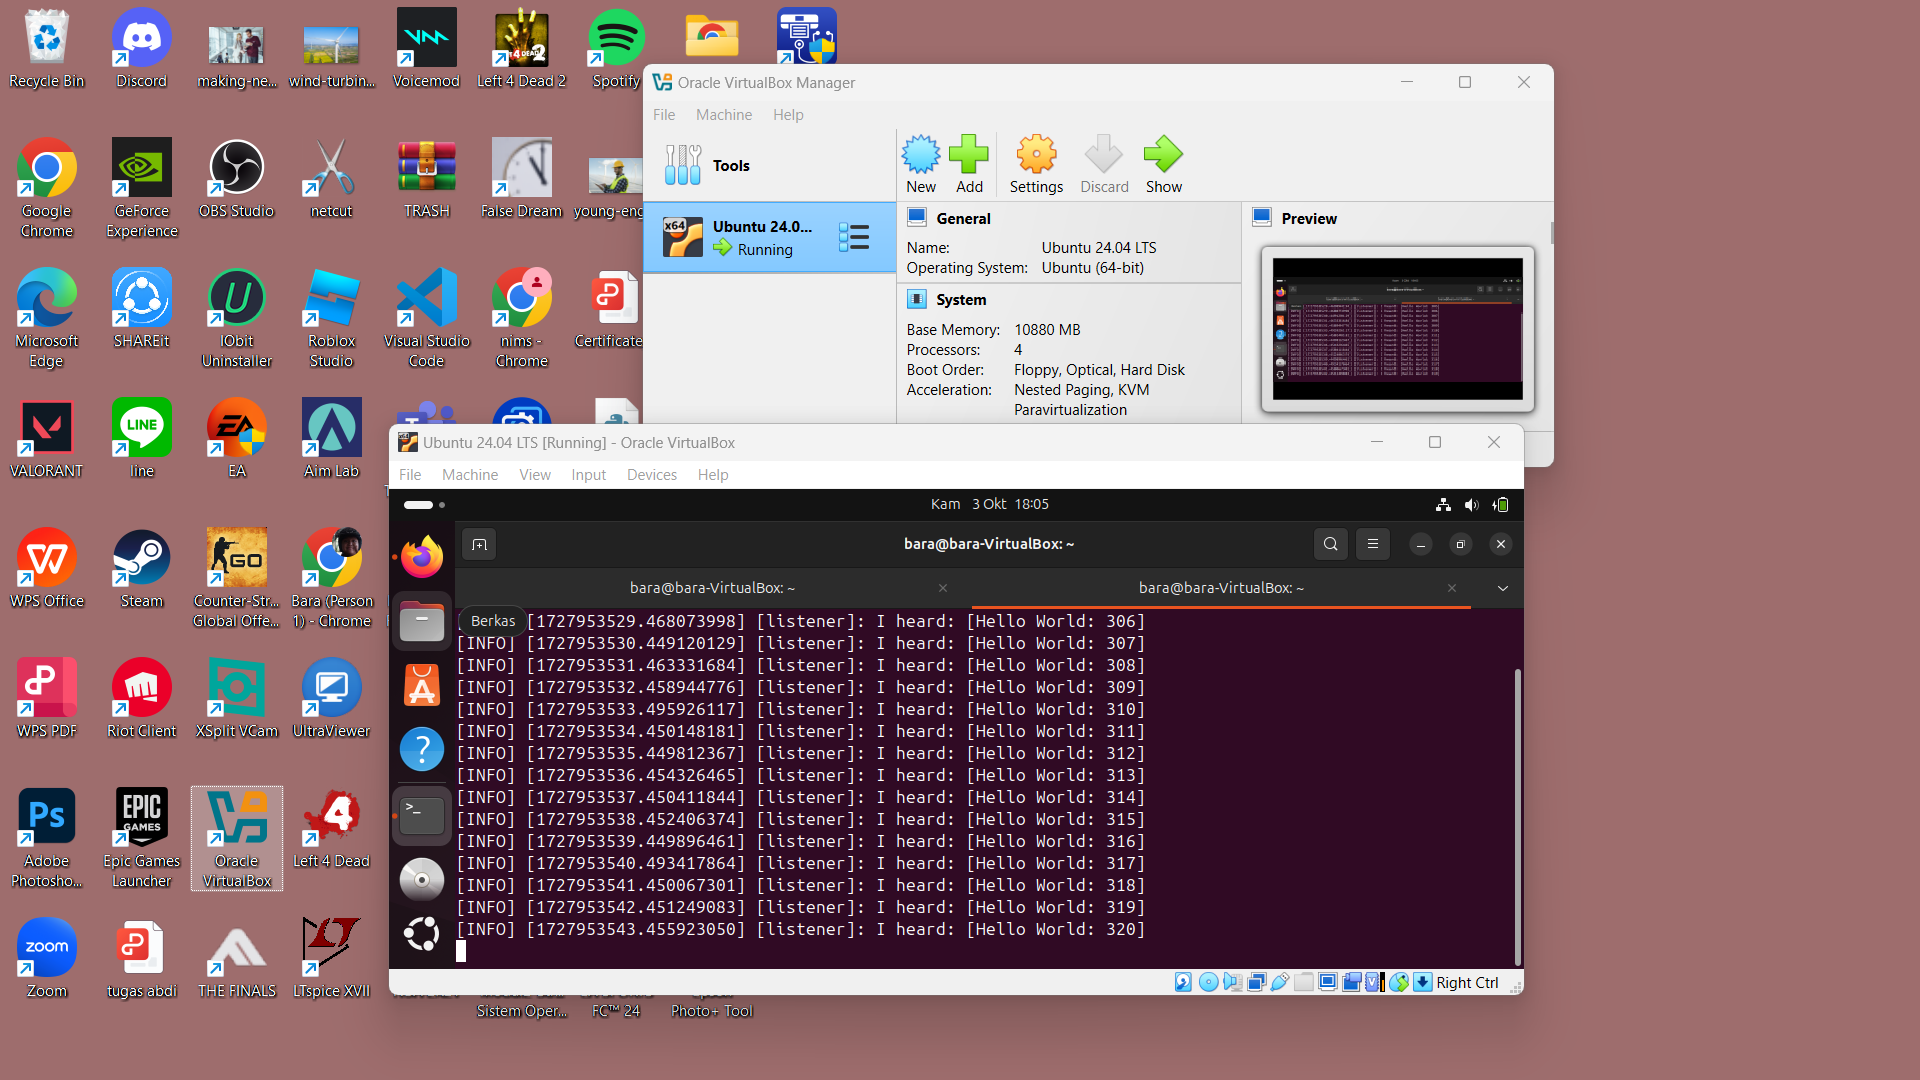 Recycle Bin
Discord
making-ne...
wind-turbin...
Voicemod
Left 4 Dead 2
Spotify
Google
Chrome
GeForce
Experience
OBS Studio
netcut
TRASH
False Dream
young-eng
Microsoft
Edge
SHAREit
IObit
Uninstaller
Roblox
Studio
Visual Studio
Code
nims -
Chrome
Certificate
VALORANT
line
EA
Aim Lab
WPS Office
Steam
Counter-Str...
Global Offe...
Bara (Person
1) - Chrome
WPS PDF
Riot Client
XSplit VCam
UltraViewer
Adobe
Photosho...
Epic Games
Launcher
Oracle
VirtualBox
Left 4 Dead
Zoom
tugas abdi
THE FINALS
LTspice XVII
Sistem Oper...
FC™ 24
Photo+ Tool
Oracle VirtualBox Manager
File Machine Help
Tools
New
Add
Settings
Discard
Show
x64
Ubuntu 24.0...
Running
General
Name: Ubuntu 24.04 LTS
Operating System: Ubuntu (64-bit)
System
Base Memory: 10880 MB
Processors: 4
Boot Order: Floppy, Optical, Hard Disk
Acceleration: Nested Paging, KVM
Paravirtualization
Preview
Ubuntu 24.04 LTS [Running] - Oracle VirtualBox
File Machine View Input Devices Help
Kam 3 Okt 18:05
bara@bara-VirtualBox: ~
bara@bara-VirtualBox: ~
bara@bara-VirtualBox: ~
Berkas
[1727953529.468073998] [listener]: I heard: [Hello World: 306]
[INFO] [1727953530.449120129] [listener]: I heard: [Hello World: 307]
[INFO] [1727953531.463331684] [listener]: I heard: [Hello World: 308]
[INFO] [1727953532.458944776] [listener]: I heard: [Hello World: 309]
[INFO] [1727953533.495926117] [listener]: I heard: [Hello World: 310]
[INFO] [1727953534.450148181] [listener]: I heard: [Hello World: 311]
[INFO] [1727953535.449812367] [listener]: I heard: [Hello World: 312]
[INFO] [1727953536.454326465] [listener]: I heard: [Hello World: 313]
[INFO] [1727953537.450411844] [listener]: I heard: [Hello World: 314]
[INFO] [1727953538.452406374] [listener]: I heard: [Hello World: 315]
[INFO] [1727953539.449896461] [listener]: I heard: [Hello World: 316]
[INFO] [1727953540.493417864] [listener]: I heard: [Hello World: 317]
[INFO] [1727953541.450067301] [listener]: I heard: [Hello World: 318]
[INFO] [1727953542.451249083] [listener]: I heard: [Hello World: 319]
[INFO] [1727953543.455923050] [listener]: I heard: [Hello World: 320]
Right Ctrl